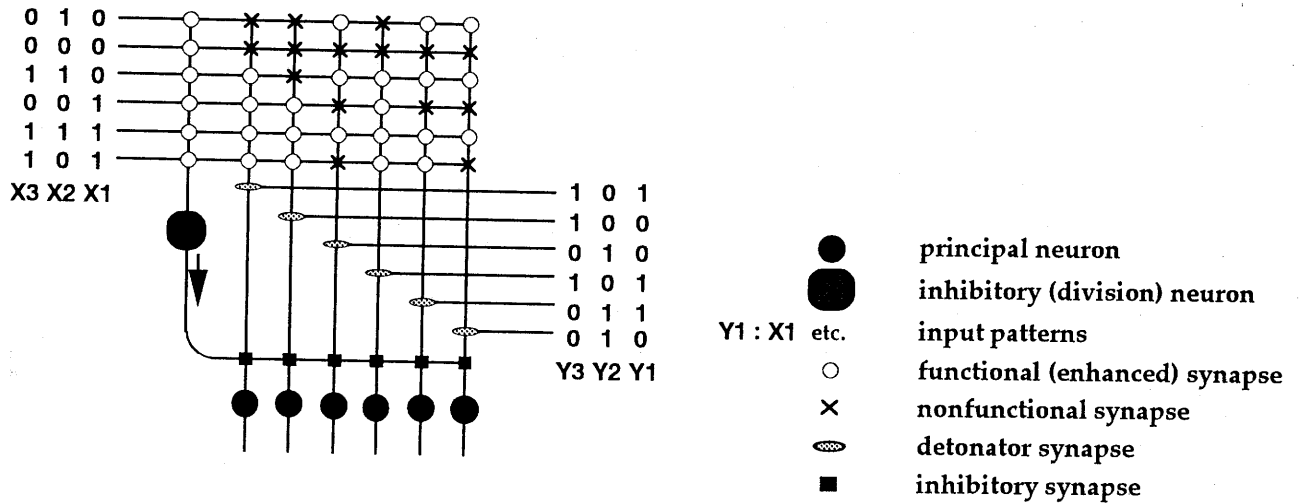 0 1 0
0 0 0
1 1 0
0 0 1
1 1 1
1 0 1
X3 X2 X1
1 0 1
1 0 0
0 1 0
1 0 1
0 1 1
0 1 0
Y3 Y2 Y1
principal neuron
inhibitory (division) neuron
Y1 : X1 etc. input patterns
functional (enhanced) synapse
nonfunctional synapse
detonator synapse
inhibitory synapse